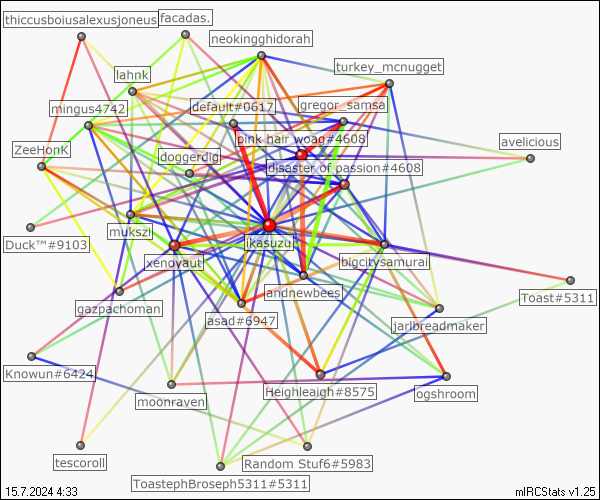 thiccusboiusalexusjoneus
facadas.
neokingghidorah
turkey_mcnugget
lahnk
mingus4742
default#0617
gregor_samsa
pink hair woag#4608
avelicious
ZeeHonK
doggerdig
disaster of passion#4608
Duck™#9103
mukszi
ikasuzu
xenoyaut
bigcitysamurai
gazpachoman
andnewbees
Toast#5311
asad#6947
jarlbreadmaker
Knowun#6424
moonraven
Heighleaigh#8575
ogshroom
tescoroll
Random Stuf6#5983
ToastephBroseph5311#5311
15.7.2024 4:33
mIRCStats v1.25